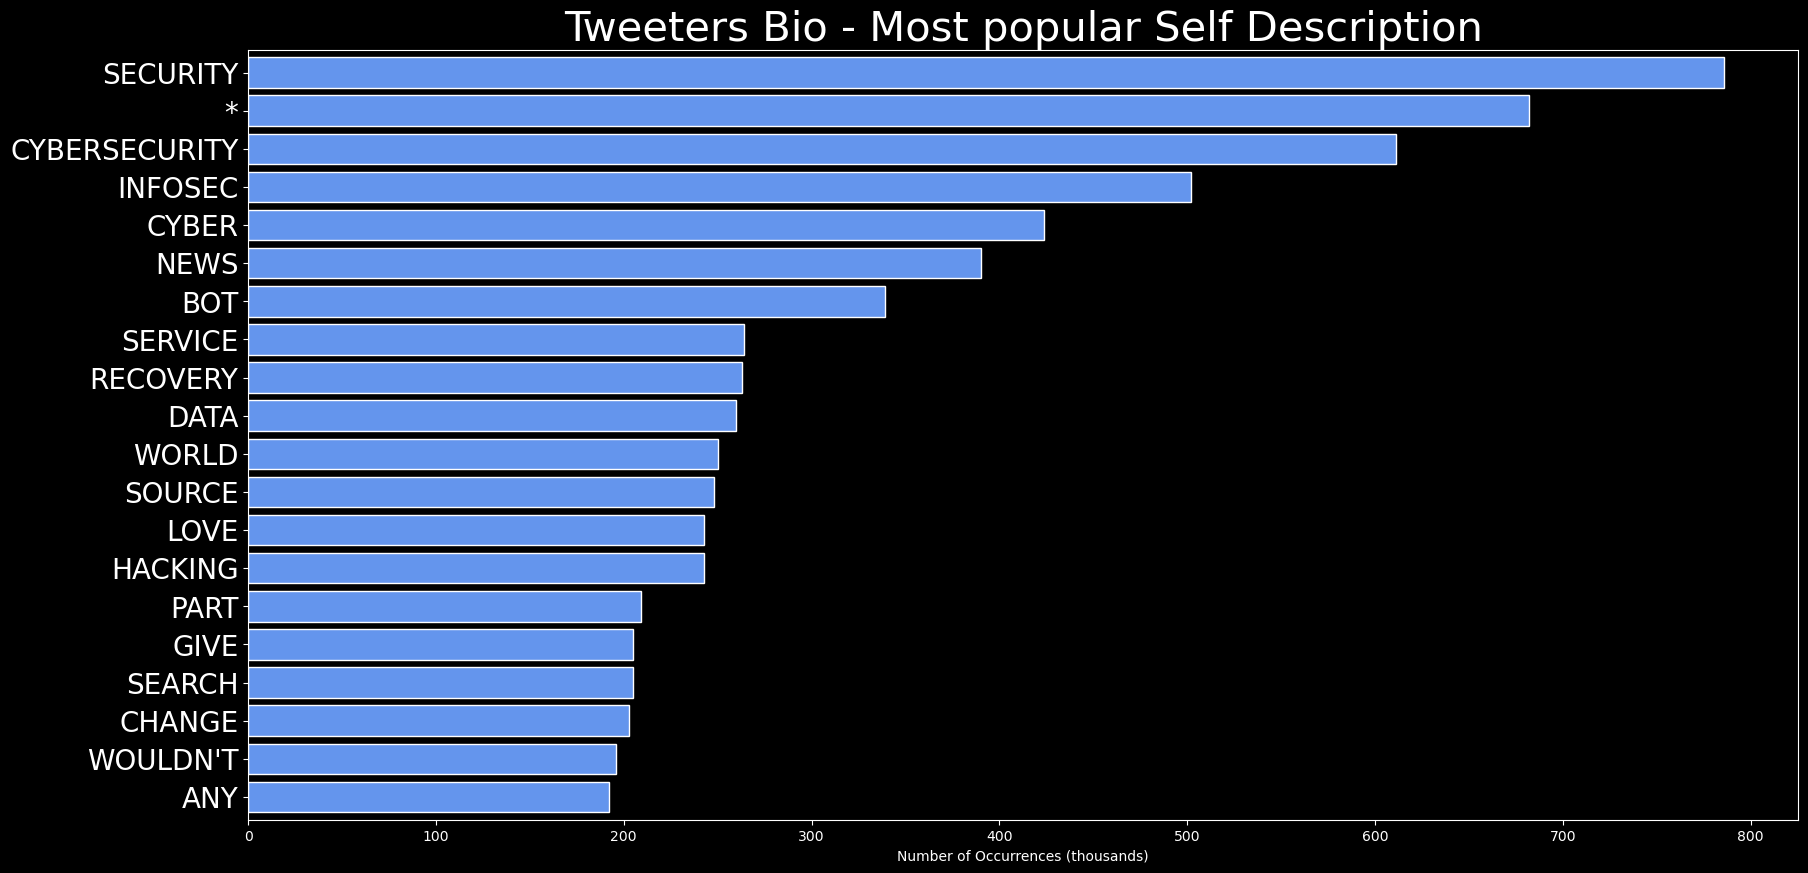 Tweeters Bio - Most popular Self Description
SECURITY
*
CYBERSECURITY
INFOSEC
CYBER
NEWS
BOT
SERVICE
RECOVERY
DATA
WORLD
SOURCE
LOVE
HACKING
PART
GIVE
SEARCH
CHANGE
WOULDN'T
ANY
0 100 200 300 400 500 600 700 800
Number of Occurrences (thousands)